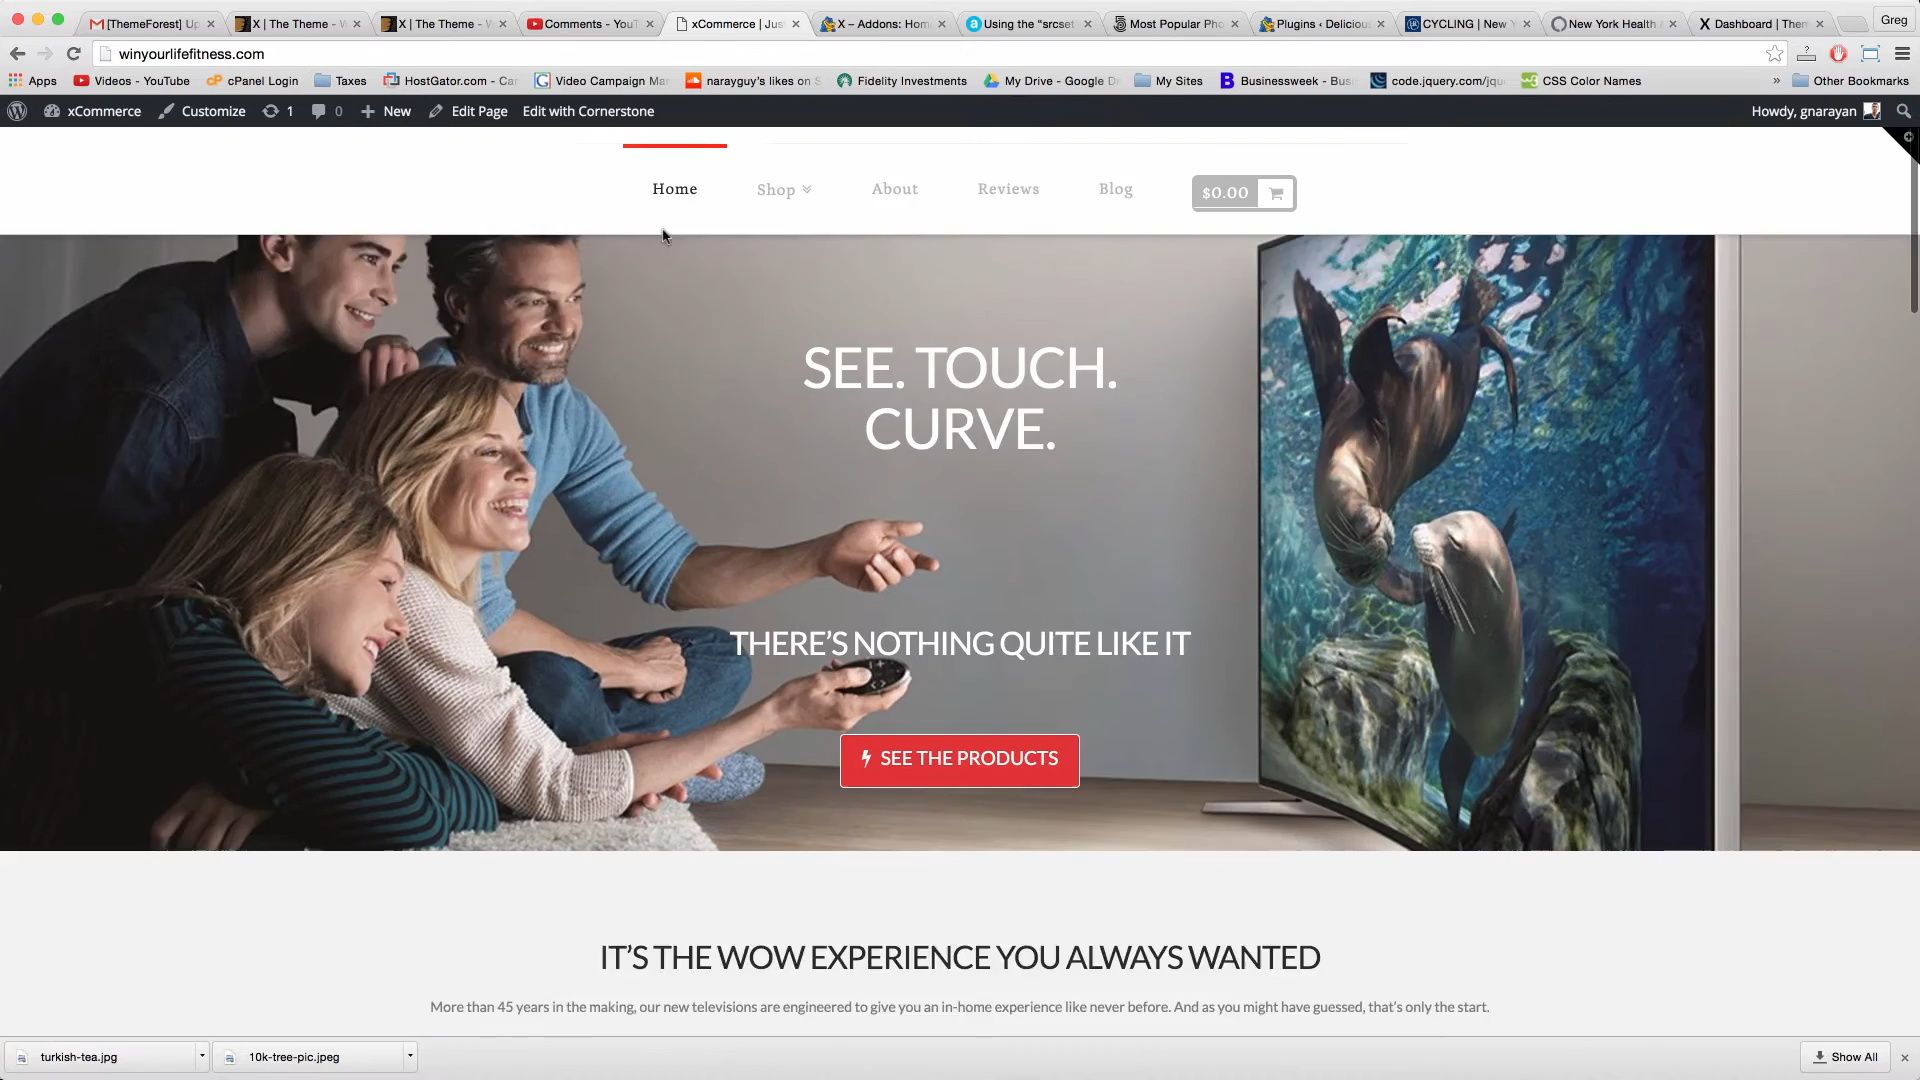 [ThemeForest] Up
X | The Theme - W
X | The Theme - W
Comments - YouT
xCommerce | Jus
X – Addons: Hom
Using the "srcset
Most Popular Pho
Plugins ‹ Deliciou
CYCLING | New Y
New York Health
Dashboard | Them
Greg
winyourlifefitness.com
Apps
Videos - YouTube
cPanel Login
Taxes
HostGator.com - Ca
Video Campaign Ma
narayguy's likes on S
Fidelity Investments
My Drive - Google D
My Sites
Businessweek - Bus
code.jquery.com/jqu
CSS Color Names
»
Other Bookmarks
xCommerce
Customize
1
0
New
Edit Page
Edit with Cornerstone
Howdy, gnarayan
Home
Shop
About
Reviews
Blog
$0.00
SEE. TOUCH.
CURVE.
THERE'S NOTHING QUITE LIKE IT
SEE THE PRODUCTS
IT'S THE WOW EXPERIENCE YOU ALWAYS WANTED
More than 45 years in the making, our new televisions are engineered to give you an in-home experience like never before. And as you might have guessed, that's only the start.
turkish-tea.jpg
10k-tree-pic.jpeg
Show All